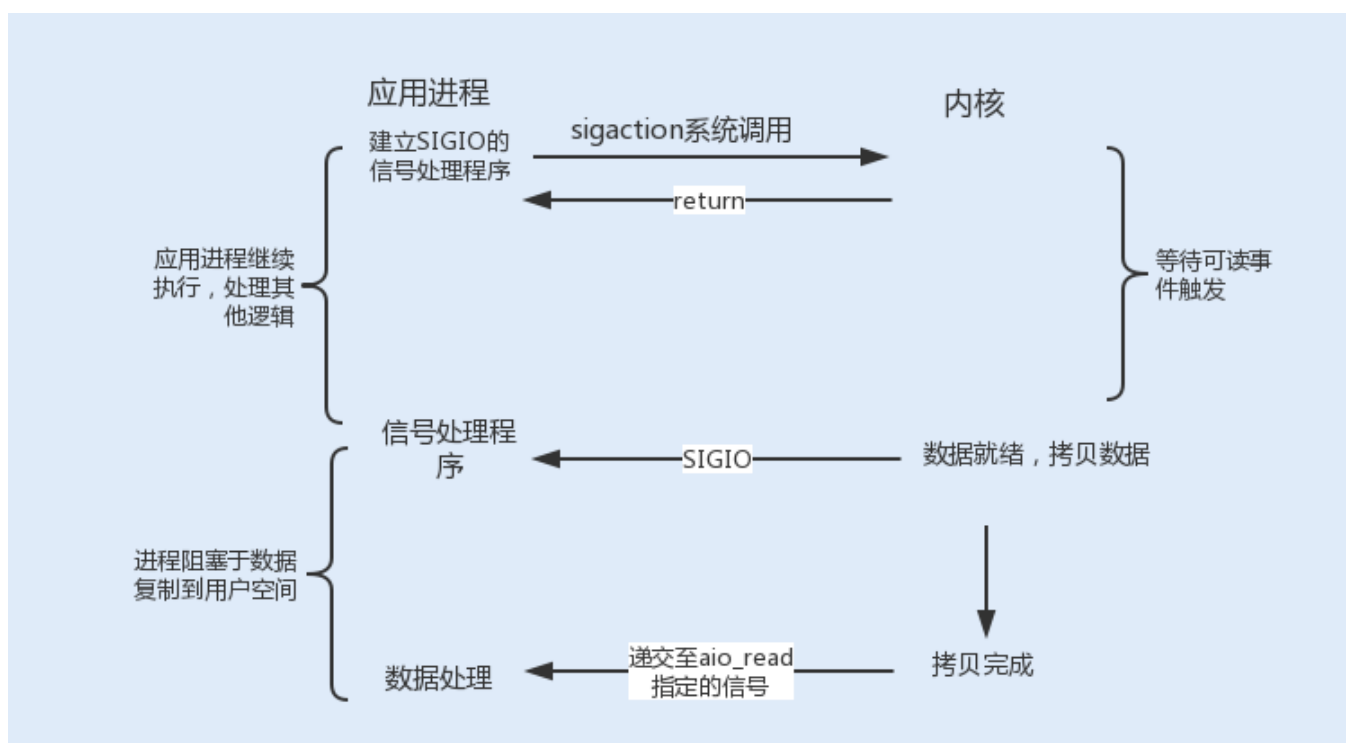 应用进程
内核
建立SIGIO的
信号处理程序
sigaction系统调用
return
应用进程继续
执行，处理其
他逻辑
等待可读事
件触发
信号处理程
序
SIGIO
数据就绪，拷贝数据
进程阻塞于数据
复制到用户空间
数据处理
递交至aio_read
指定的信号
拷贝完成